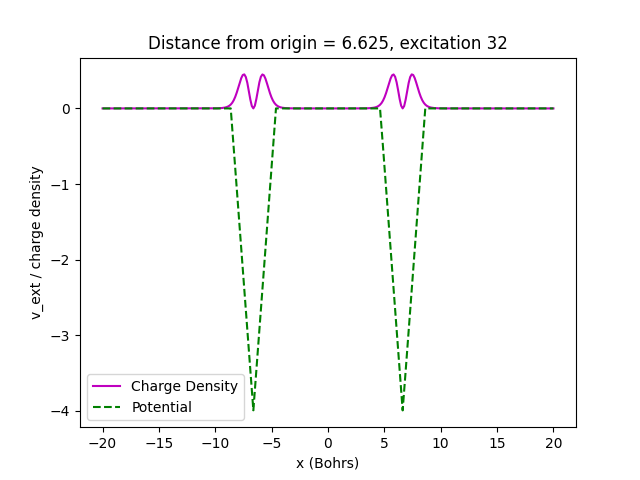 Distance from origin = 6.625, excitation 32
v_ext / charge density
0
−1
−2
−3
−4
Charge Density
Potential
−20 −15 −10 −5 0 5 10 15 20
x (Bohrs)